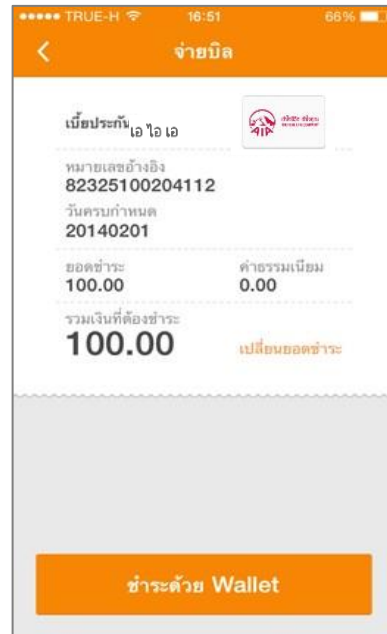 TRUE-H 16:51 66%
จ่ายบิล
เบี้ยประกัน เอ ไอ เอ
AIA
หมายเลขอ้างอิง
82325100204112
วันครบกำหนด
20140201
ยอดชำระ ค่าธรรมเนียม
100.00 0.00
รวมเงินที่ต้องชำระ
100.00 เปลี่ยนยอดชำระ
ชำระด้วย Wallet